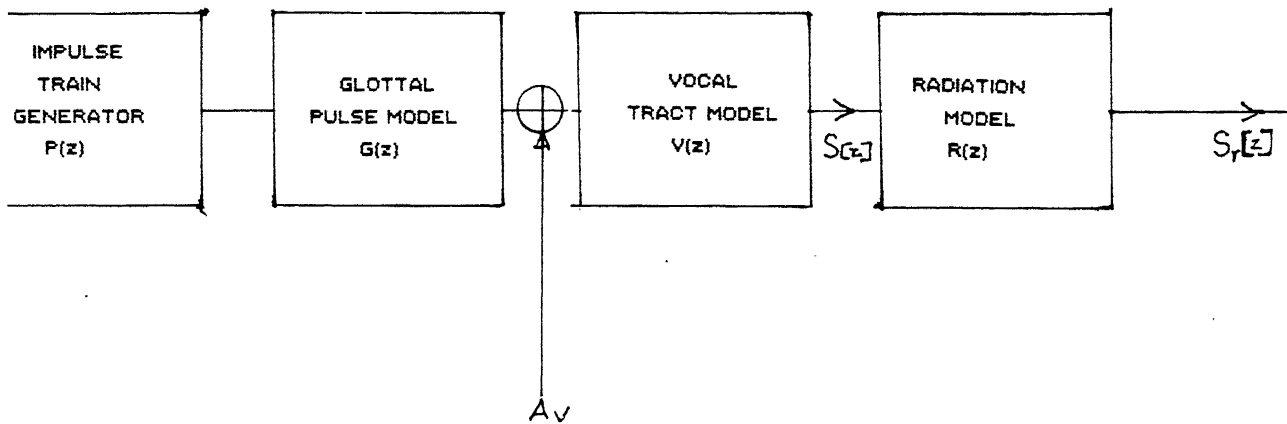 IMPULSE
TRAIN
GENERATOR
P(z)
GLOTTAL
PULSE MODEL
G(z)
VOCAL
TRACT MODEL
V(z)
S[z]
RADIATION
MODEL
R(z)
Sr[z]
AV